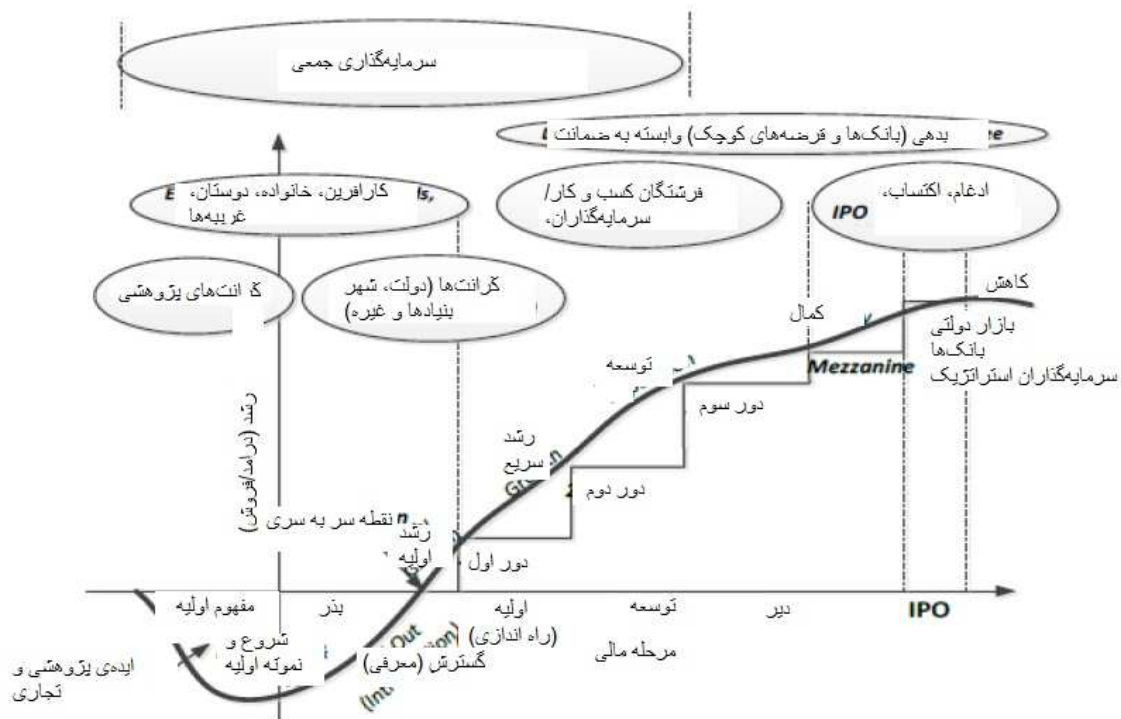 سرمایه‌گذاری جمعی
بدهی (بانک‌ها و قرضه‌های کوچک) وابسته به ضمانت
کارافرین، خانواده، دوستان،
غریبه‌ها
فرشتگان کسب و کار/
سرمایه‌گذاران،
ادغام، اکتساب،
IPO
گرانت‌های پژوهشی
گرانت‌ها (دولت، شهر
بنیادها و غیره)
کاهش
بازار دولتی
بانک‌ها
سرمایه‌گذاران استراتژیک
کمال
Mezzanine
توسعه
دور سوم
رشد
سریع
دور دوم
رشد (درامد/فروش)
نقطه سر به سری
رشد
اولیه
دور اول
مفهوم اولیه
بذر
اولیه
(راه اندازی)
توسعه
دیر
IPO
مرحله مالی
شروع و
نموته اولیه
گسترش (معرفی)
Out
ایده‌ی پژوهشی و
تجاری